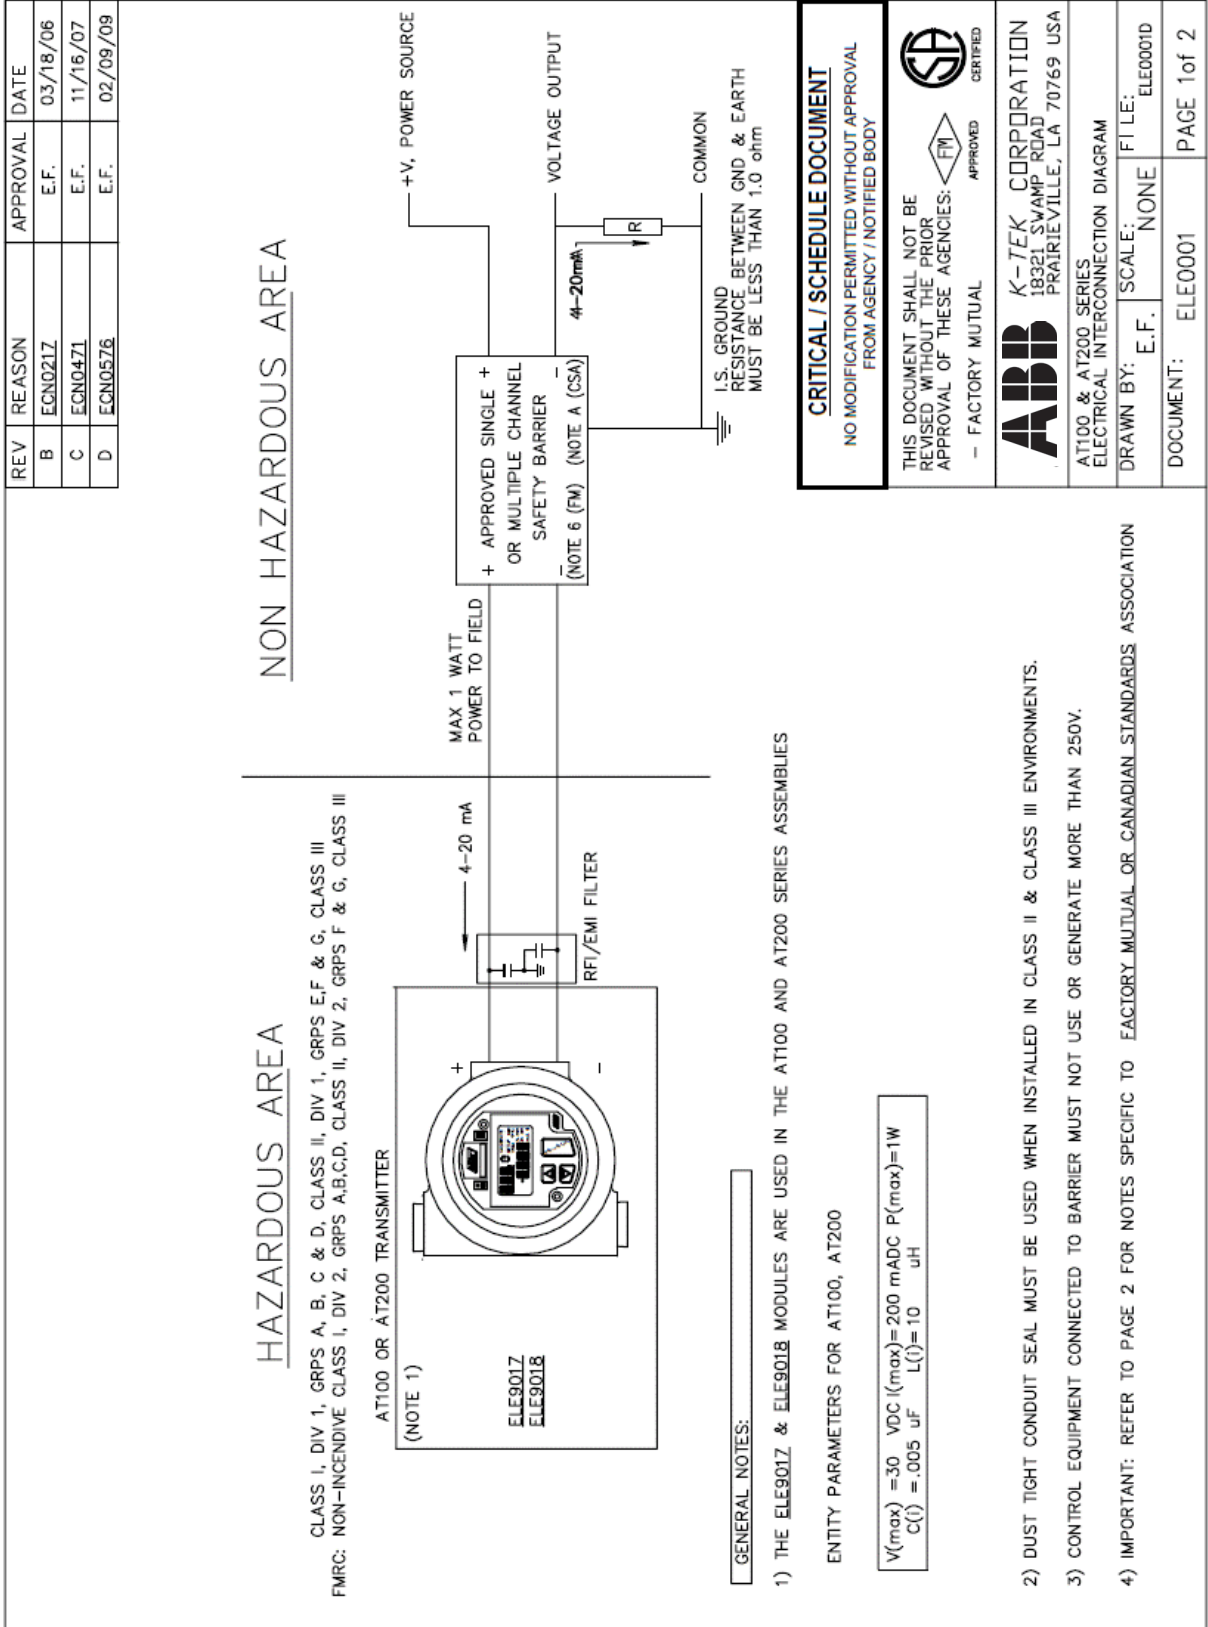 REV REASON APPROVAL DATE
B ECN0217 E.F. 03/18/06
C ECN0471 E.F. 11/16/07
D ECN0576 E.F. 02/09/09
HAZARDOUS AREA
NON HAZARDOUS AREA
CLASS I, DIV 1, GRPS A, B, C & D, CLASS II, DIV 1, GRPS E,F & G, CLASS III
FMRC: NON-INCENDIVE CLASS I, DIV 2, GRPS A,B,C,D, CLASS II, DIV 2, GRPS F & G, CLASS III
AT100 OR AT200 TRANSMITTER
(NOTE 1)
ELE9017
ELE9018
+
-
4-20 mA
RFI/EMI FILTER
MAX 1 WATT
POWER TO FIELD
+ APPROVED SINGLE +
OR MULTIPLE CHANNEL
SAFETY BARRIER
- -
(NOTE 6 (FM) (NOTE A (CSA)
+V, POWER SOURCE
VOLTAGE OUTPUT
44-20mA
R
COMMON
I.S. GROUND
RESISTANCE BETWEEN GND & EARTH
MUST BE LESS THAN 1.0 ohm
GENERAL NOTES:
1) THE ELE9017 & ELE9018 MODULES ARE USED IN THE AT100 AND AT200 SERIES ASSEMBLIES
ENTITY PARAMETERS FOR AT100, AT200
V(max) =30 VDC I(max)=200 mADC P(max)=1W
C(i) =.005 uF L(i)=10 uH
2) DUST TIGHT CONDUIT SEAL MUST BE USED WHEN INSTALLED IN CLASS II & CLASS III ENVIRONMENTS.
3) CONTROL EQUIPMENT CONNECTED TO BARRIER MUST NOT USE OR GENERATE MORE THAN 250V.
4) IMPORTANT: REFER TO PAGE 2 FOR NOTES SPECIFIC TO FACTORY MUTUAL OR CANADIAN STANDARDS ASSOCIATION
CRITICAL / SCHEDULE DOCUMENT
NO MODIFICATION PERMITTED WITHOUT APPROVAL
FROM AGENCY / NOTIFIED BODY
THIS DOCUMENT SHALL NOT BE
REVISED WITHOUT THE PRIOR
APPROVAL OF THESE AGENCIES:
- FACTORY MUTUAL
FM
APPROVED
SA
CERTIFIED
ABB
K-TEK CORPORATION
18321 SWAMP ROAD
PRAIRIEVILLE, LA 70769 USA
AT100 & AT200 SERIES
ELECTRICAL INTERCONNECTION DIAGRAM
DRAWN BY: E.F. SCALE: NONE FILE: ELE0001D
DOCUMENT: ELE0001 PAGE 1of 2